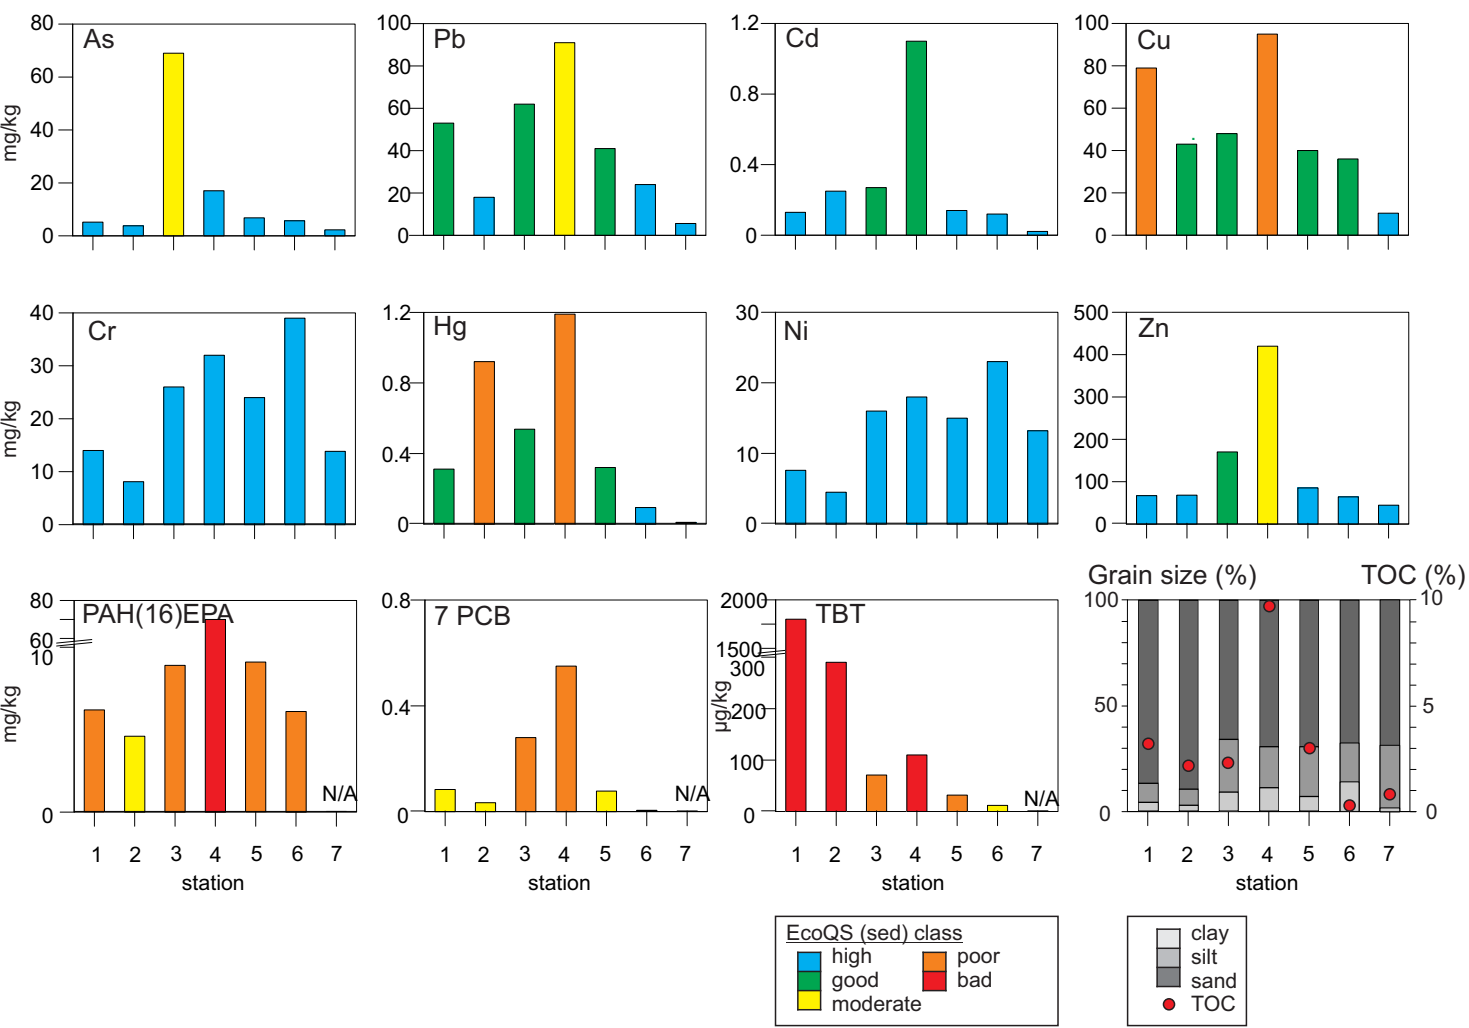 As
80
60
40
20
0
mg/kg
Pb
100
80
60
40
20
0
Cd
1.2
0.8
0.4
0
Cu
100
80
60
40
20
0
Cr
40
30
20
10
0
mg/kg
Hg
1.2
0.8
0.4
0
Ni
30
20
10
0
Zn
500
400
300
200
100
0
PAH(16)EPA
80
60
10
0
mg/kg
N/A
1 2 3 4 5 6 7
station
7 PCB
0.8
0.4
0
N/A
1 2 3 4 5 6 7
station
TBT
2000
1500
300
200
100
0
µg/kg
N/A
1 2 3 4 5 6 7
station
Grain size (%) TOC (%)
100 10
50 5
0 0
1 2 3 4 5 6 7
station
EcoQS (sed) class
high
good
moderate
poor
bad
clay
silt
sand
TOC